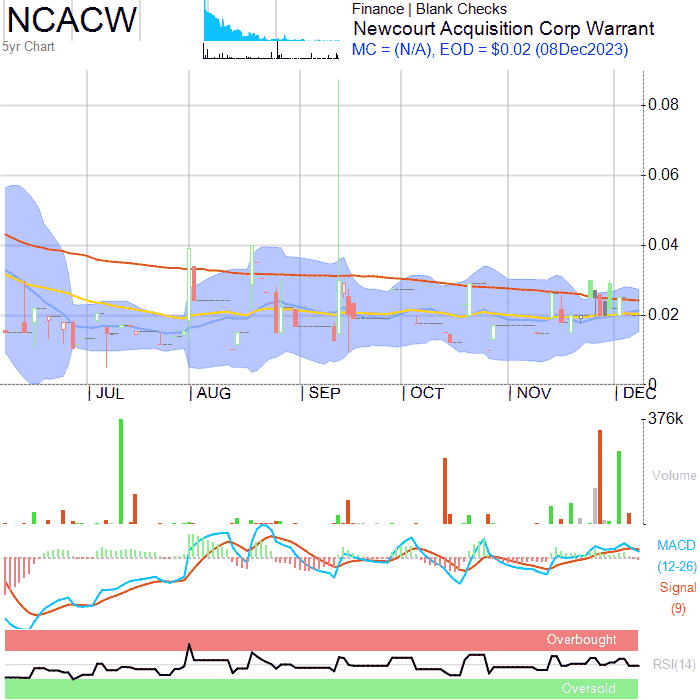 NCACW
5yr Chart
Finance | Blank Checks
Newcourt Acquisition Corp Warrant
MC = (N/A), EOD = $0.02 (08Dec2023)
0.08
0.06
0.04
0.02
0
JUL AUG SEP OCT NOV DEC
376k
Volume
MACD
(12-26)
Signal
(9)
Overbought
RSI(14)
Oversold